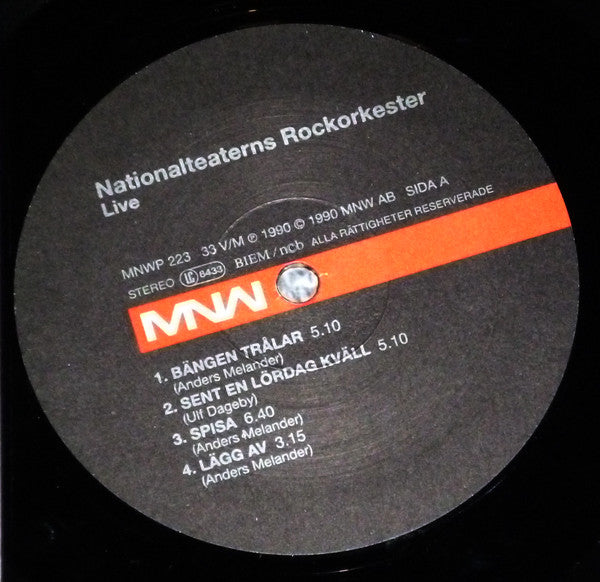 Nationalteaterns Rockorkester
Live
MNWP 223 33 V/M ℗ 1990 © 1990 MNW AB SIDA A
STEREO LC 8433 BIEM/ncb ALLA RÄTTIGHETER RESERVERADE
MNW
1. BÄNGEN TRÅLAR 5.10
(Anders Melander)
2. SENT EN LÖRDAG KVÄLL 5.10
(Ulf Dageby)
3. SPISA 6.40
(Anders Melander)
4. LÄGG AV 3.15
(Anders Melander)